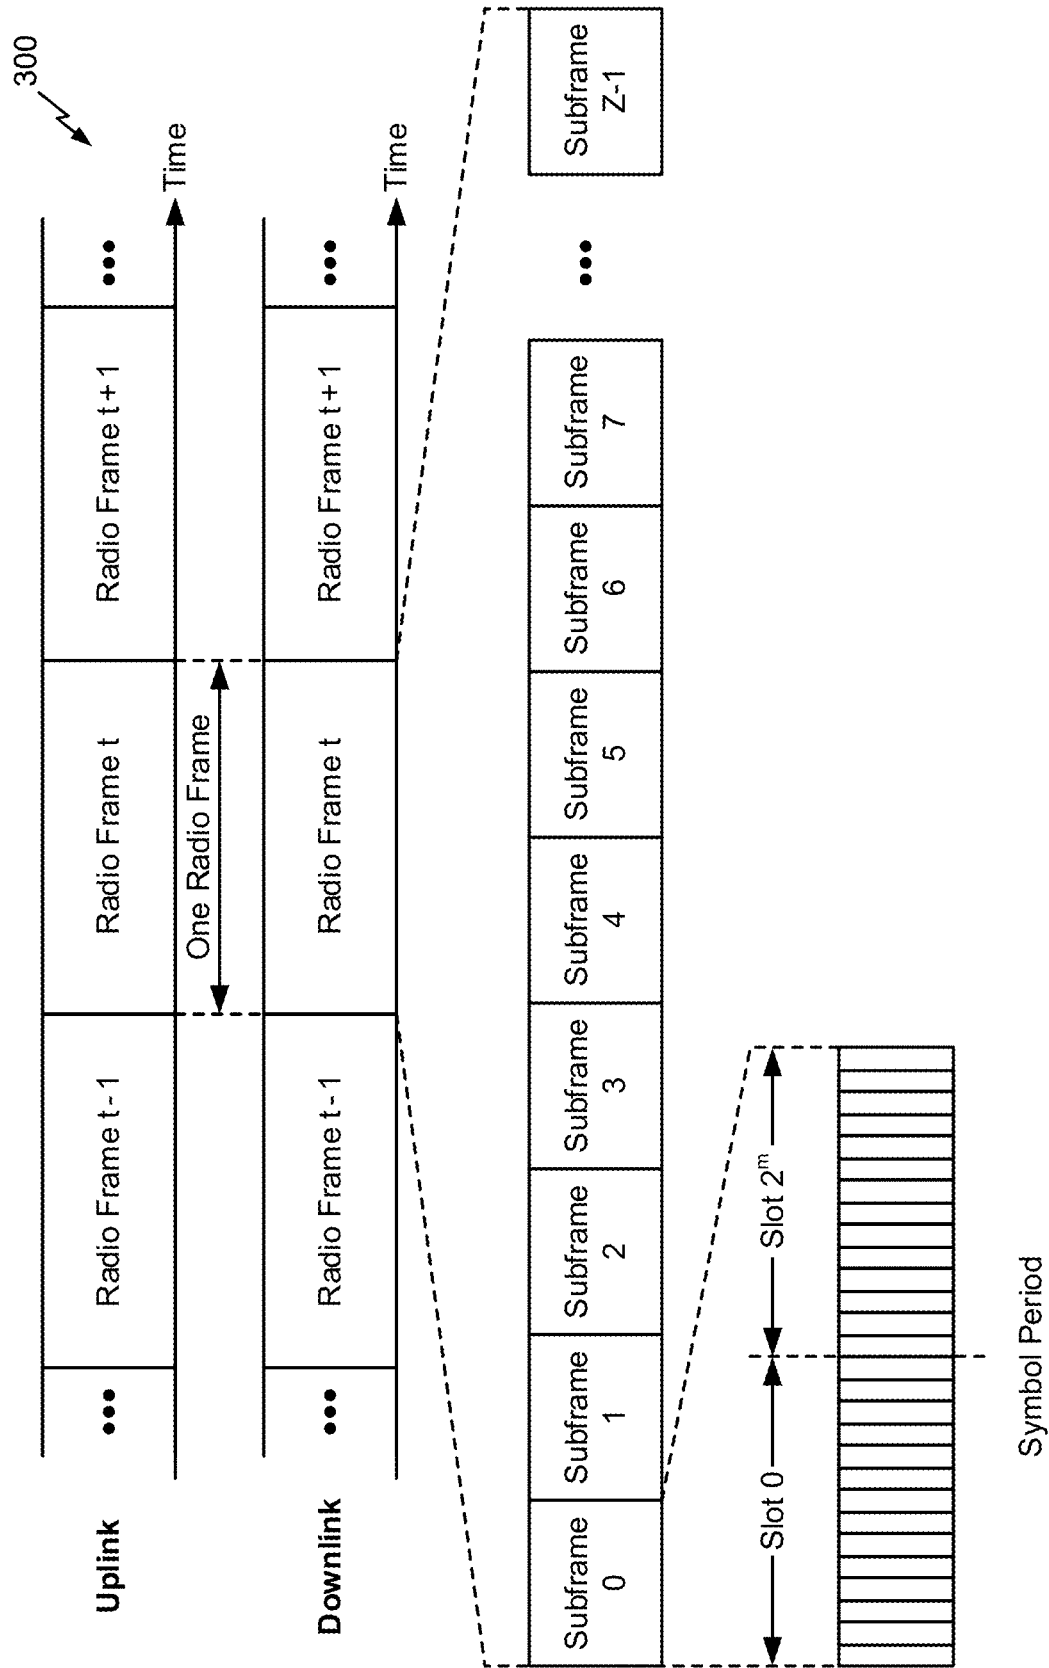 300
Uplink
••• Radio Frame t-1 Radio Frame t Radio Frame t+1 •••
Time
One Radio Frame
Downlink
••• Radio Frame t-1 Radio Frame t Radio Frame t+1 •••
Time
Subframe 0
Subframe 1
Subframe 2
Subframe 3
Subframe 4
Subframe 5
Subframe 6
Subframe 7
•••
Subframe Z-1
Slot 0 Slot 2ᵐ
Symbol Period